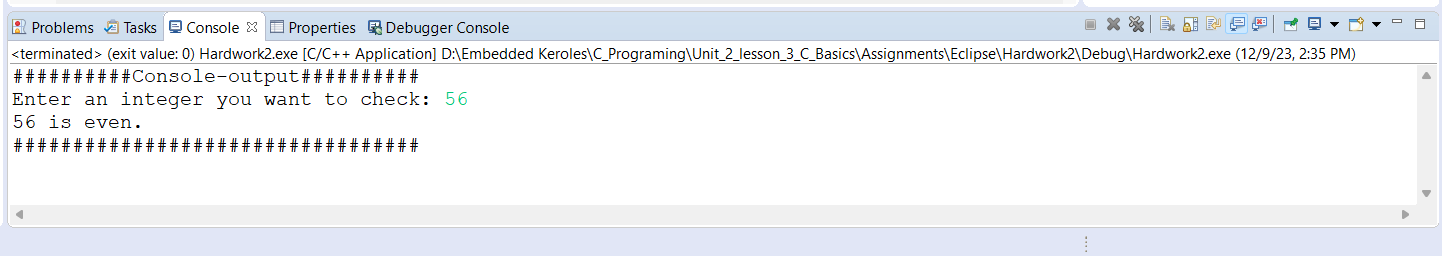 Problems Tasks Console Properties Debugger Console
<terminated> (exit value: 0) Hardwork2.exe [C/C++ Application] D:\Embedded Keroles\C_Programing\Unit_2_lesson_3_C_Basics\Assignments\Eclipse\Hardwork2\Debug\Hardwork2.exe (12/9/23, 2:35 PM)
##########Console-output##########
Enter an integer you want to check: 56
56 is even.
##################################